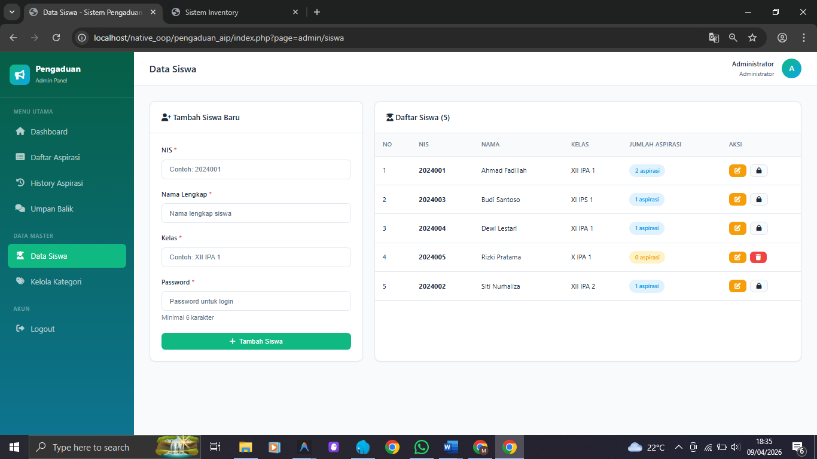 Data Siswa - Sistem Pengaduan
Sistem Inventory
localhost/native_oop/pengaduan_aip/index.php?page=admin/siswa
Pengaduan
Admin Panel
MENU UTAMA
Dashboard
Daftar Aspirasi
History Aspirasi
Umpan Balik
DATA MASTER
Data Siswa
Kelola Kategori
AKUN
Logout
Data Siswa
Administrator
Administrator
A
Tambah Siswa Baru
NIS *
Contoh: 2024001
Nama Lengkap *
Nama lengkap siswa
Kelas *
Contoh: XII IPA 1
Password *
Password untuk login
Minimal 6 karakter
+ Tambah Siswa
Daftar Siswa (5)
NO NIS NAMA KELAS JUMLAH ASPIRASI AKSI
1 2024001 Ahmad Fadillah XII IPA 1 2 aspirasi
2 2024003 Budi Santoso XI IPS 1 1 aspirasi
3 2024004 Dewi Lestari XI IPA 1 1 aspirasi
4 2024005 Rizki Pratama X IPA 1 0 aspirasi
5 2024002 Siti Nurhaliza XII IPA 2 1 aspirasi
Type here to search
22°C
18:35
09/04/2026
6